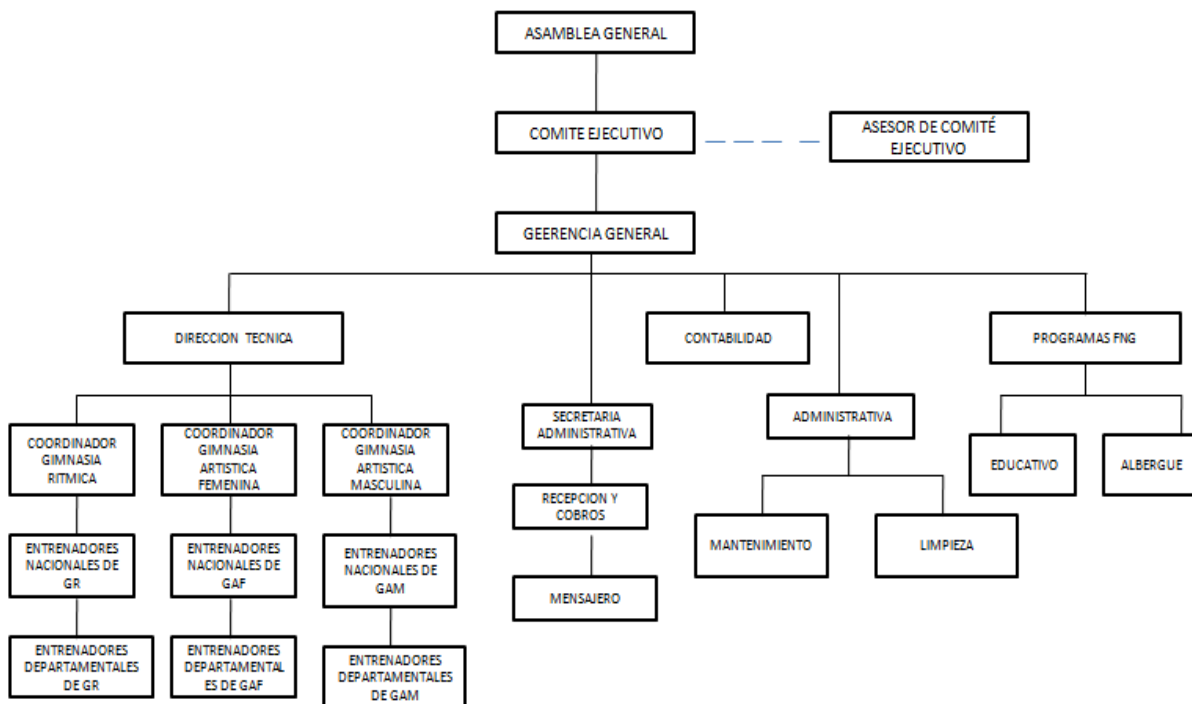 ASAMBLEA GENERAL
COMITE EJECUTIVO
ASESOR DE COMITÉ
EJECUTIVO
GEERENCIA GENERAL
DIRECCION TECNICA
CONTABILIDAD
PROGRAMAS FNG
COORDINADOR
GIMNASIA
RITMICA
COORDINADOR
GIMNASIA
ARTISTICA
FEMENINA
COORDINADOR
GIMNASIA
ARTISTICA
MASCULINA
SECRETARIA
ADMINISTRATIVA
ADMINISTRATIVA
EDUCATIVO
ALBERGUE
RECEPCION Y
COBROS
MANTENIMIENTO
LIMPIEZA
ENTRENADORES
NACIONALES DE
GR
ENTRENADORES
NACIONALES DE
GAF
ENTRENADORES
NACIONALES DE
GAM
MENSAJERO
ENTRENADORES
DEPARTAMENTALES
DE GR
ENTRENADORES
DEPARTAMENTAL
ES DE GAF
ENTRENADORES
DEPARTAMENTALES
DE GAM